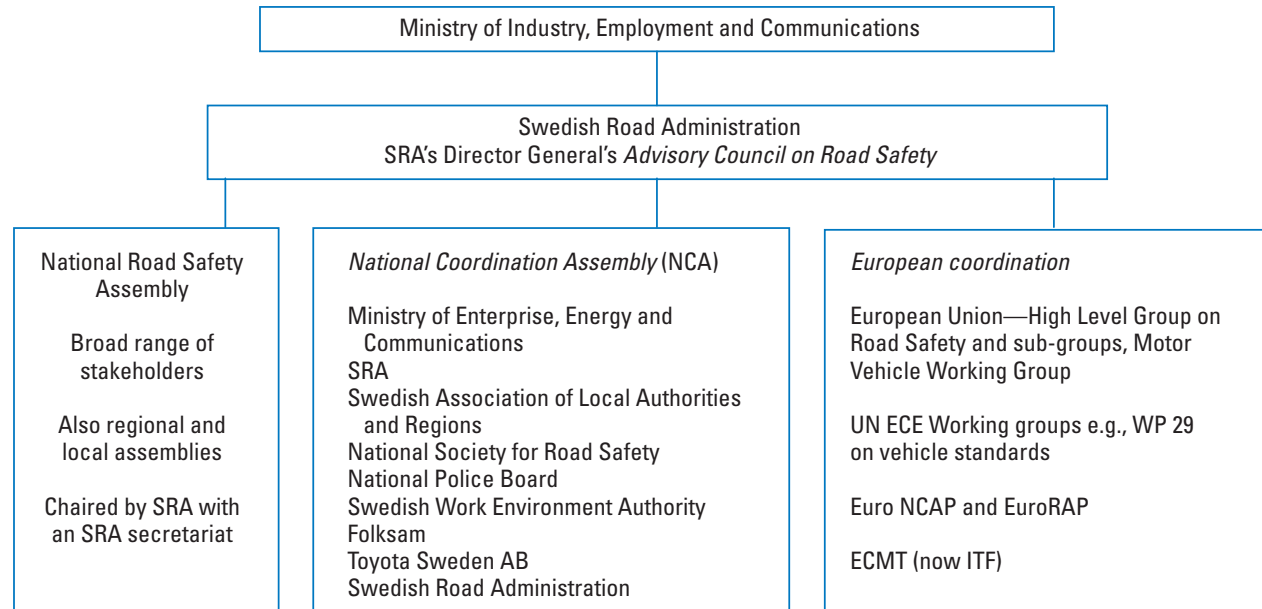 Ministry of Industry, Employment and Communications
Swedish Road Administration
SRA's Director General's Advisory Council on Road Safety
National Road Safety
Assembly
Broad range of
stakeholders
Also regional and
local assemblies
Chaired by SRA with
an SRA secretariat
National Coordination Assembly (NCA)
Ministry of Enterprise, Energy and
Communications
SRA
Swedish Association of Local Authorities
and Regions
National Society for Road Safety
National Police Board
Swedish Work Environment Authority
Folksam
Toyota Sweden AB
Swedish Road Administration
European coordination
European Union—High Level Group on
Road Safety and sub-groups, Motor
Vehicle Working Group
UN ECE Working groups e.g., WP 29
on vehicle standards
Euro NCAP and EuroRAP
ECMT (now ITF)